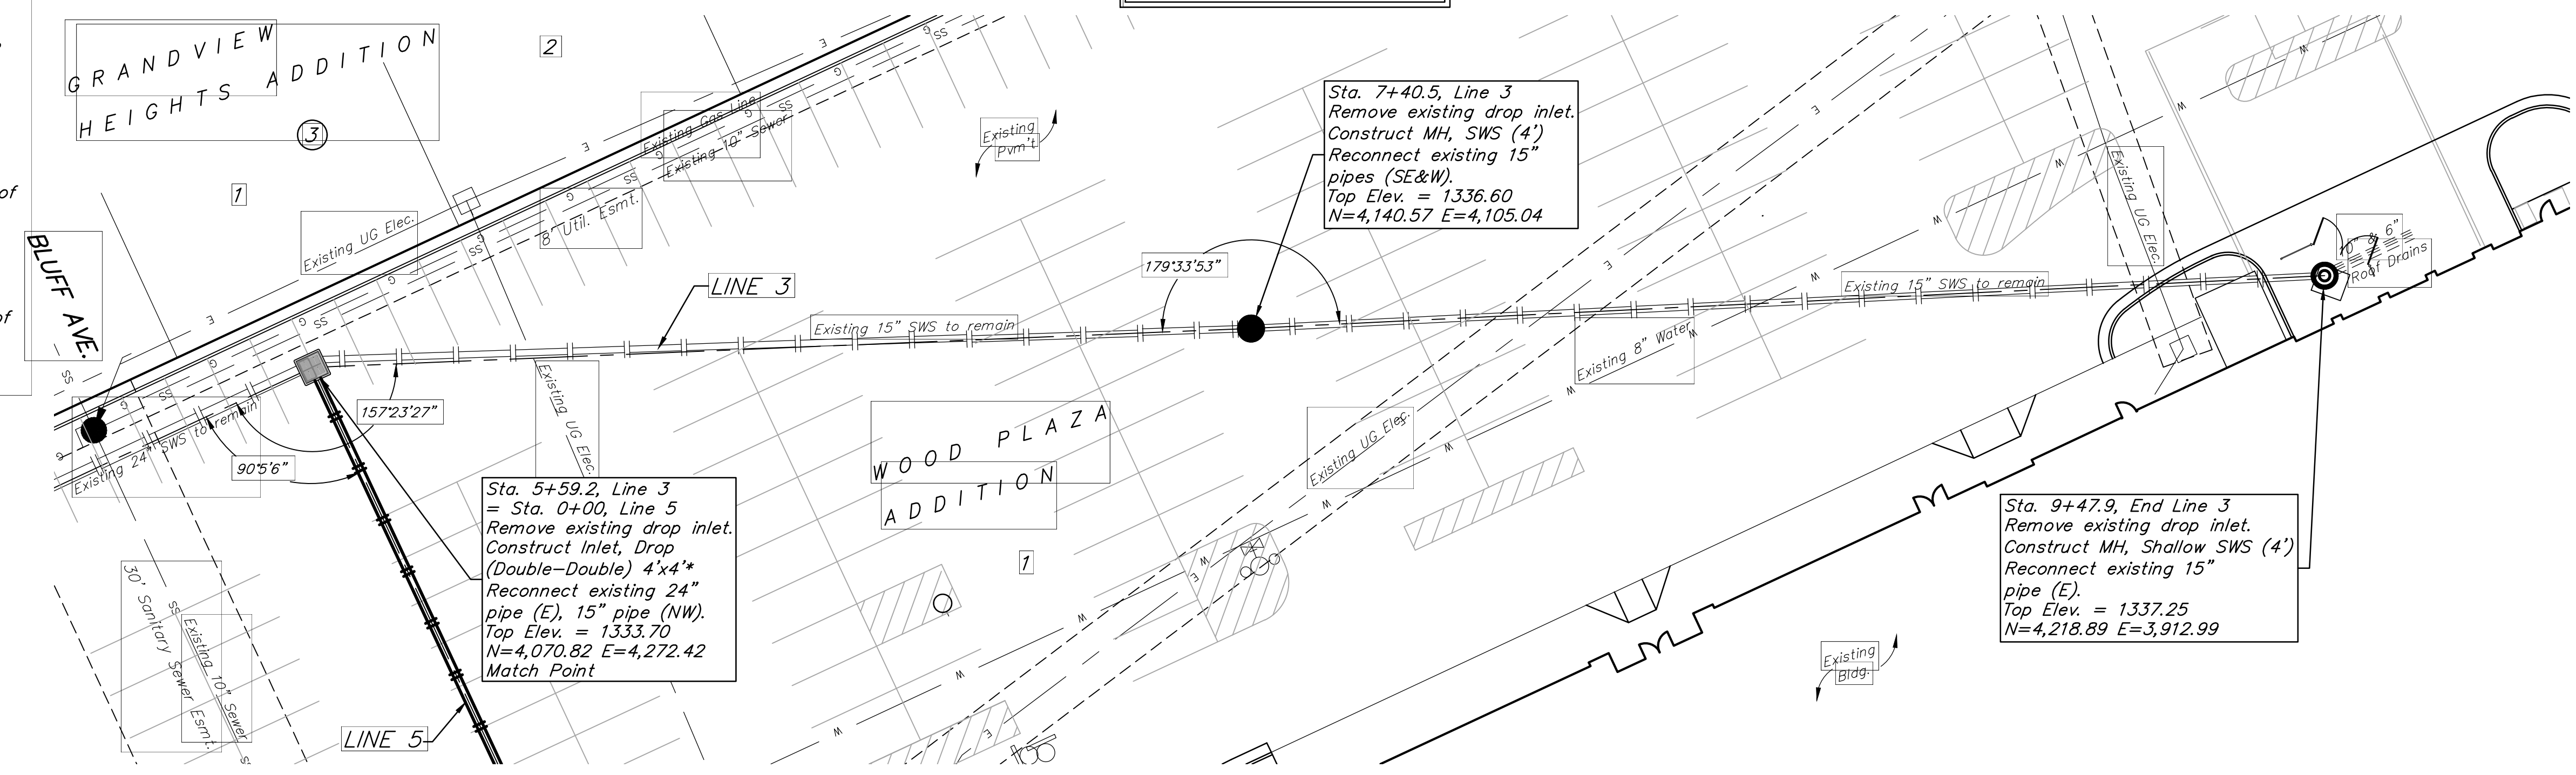 GRANDVIEW
HEIGHTS ADDITION
3
2
1
BLUFF AVE.
Existing UG Elec.
8' Util. Esmt.
Existing Gas Line
Existing 10" Sewer
Existing
Pvm't
LINE 3
Existing 15" SWS to remain
179°33'53"
Sta. 7+40.5, Line 3
Remove existing drop inlet.
Construct MH, SWS (4')
Reconnect existing 15"
pipes (SE&W).
Top Elev. = 1336.60
N=4,140.57 E=4,105.04
Existing 15" SWS to remain
Existing UG Elec.
10" & 6"
Roof Drains
Existing 8" Water
157°23'27"
90°5'6"
Existing 24" SWS to remain
Existing UG Elec.
WOOD PLAZA
ADDITION
1
Existing UG Elec.
Sta. 5+59.2, Line 3
= Sta. 0+00, Line 5
Remove existing drop inlet.
Construct Inlet, Drop
(Double-Double) 4'x4'*
Reconnect existing 24"
pipe (E), 15" pipe (NW).
Top Elev. = 1333.70
N=4,070.82 E=4,272.42
Match Point
Sta. 9+47.9, End Line 3
Remove existing drop inlet.
Construct MH, Shallow SWS (4')
Reconnect existing 15"
pipe (E).
Top Elev. = 1337.25
N=4,218.89 E=3,912.99
30' Sanitary Sewer Esmt.
Existing 10" Sewer
LINE 5
Existing
Bldg.
of
of